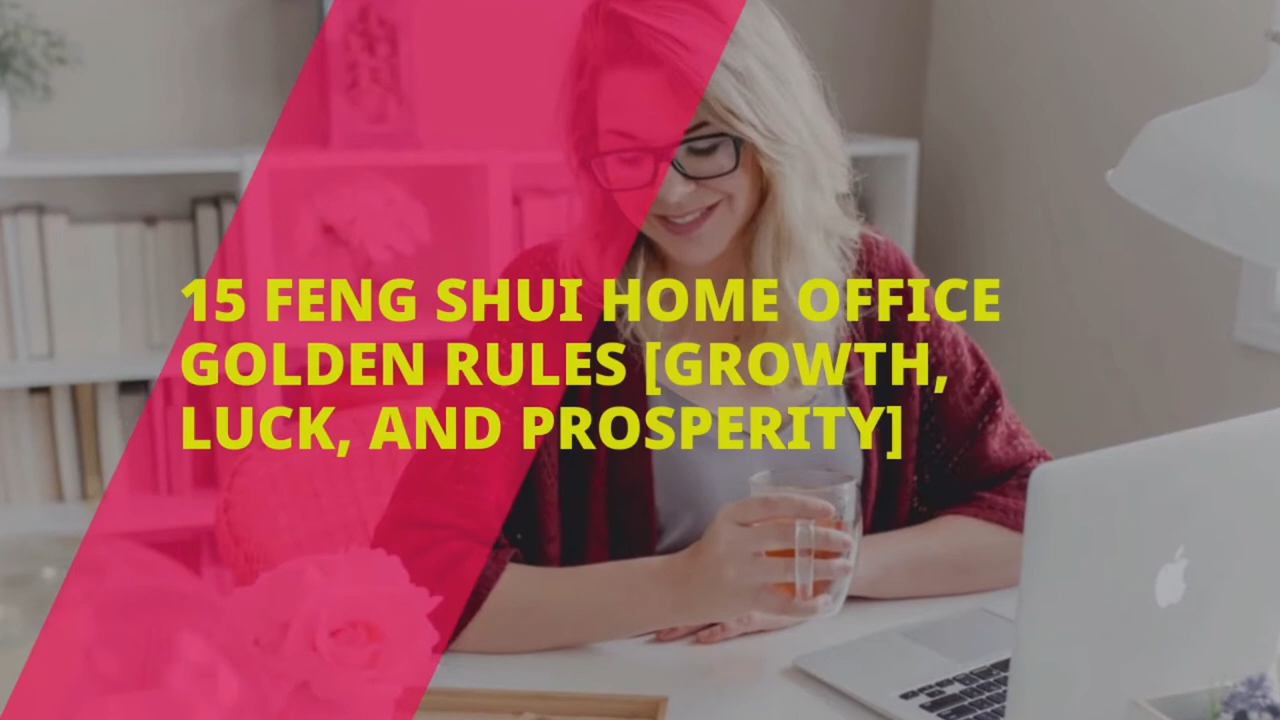 15 FENG SHUI HOME OFFICE
GOLDEN RULES [GROWTH,
LUCK, AND PROSPERITY]